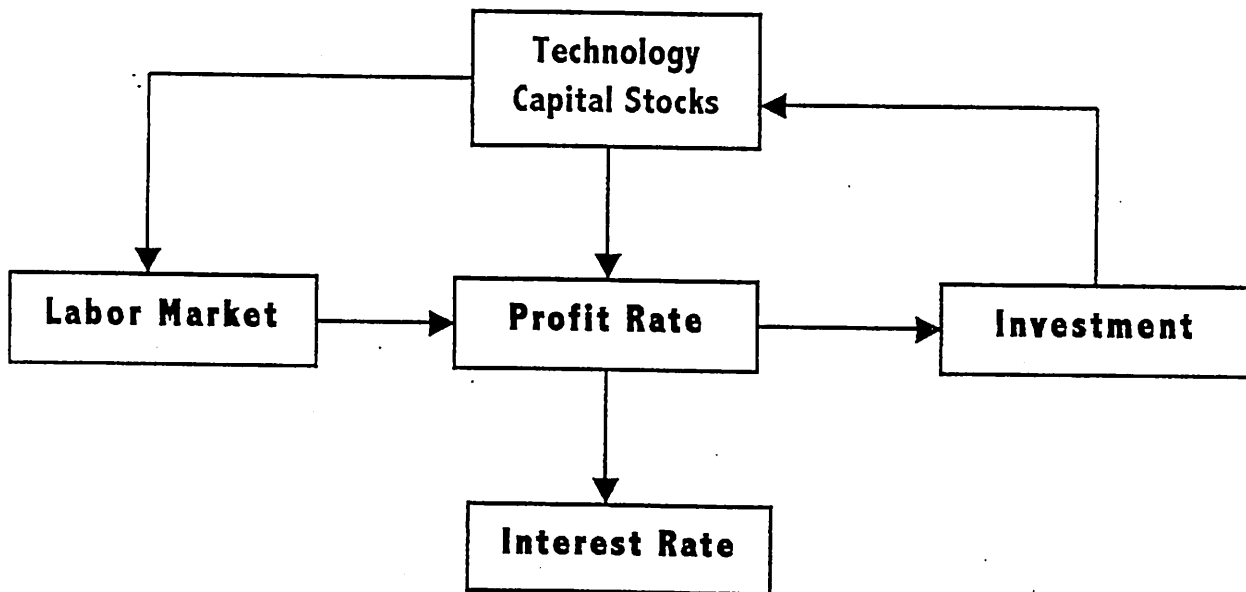 Technology
Capital Stocks
Labor Market
Profit Rate
Investment
Interest Rate